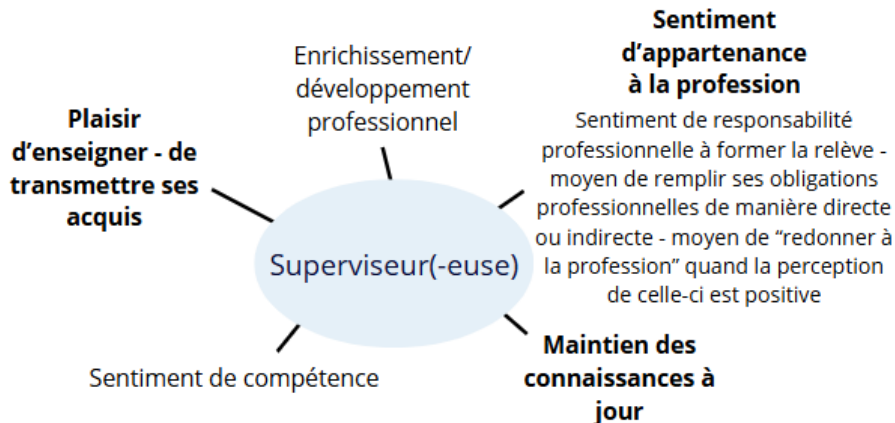 Plaisir
d’enseigner - de
transmettre ses
acquis
Enrichissement/
développement
professionnel
Sentiment
d’appartenance
à la profession
Sentiment de responsabilité
professionnelle à former la relève -
moyen de remplir ses obligations
professionnelles de manière directe
ou indirecte - moyen de “redonner à
la profession” quand la perception
de celle-ci est positive
Superviseur(-euse)
Sentiment de compétence
Maintien des
connaissances à
jour